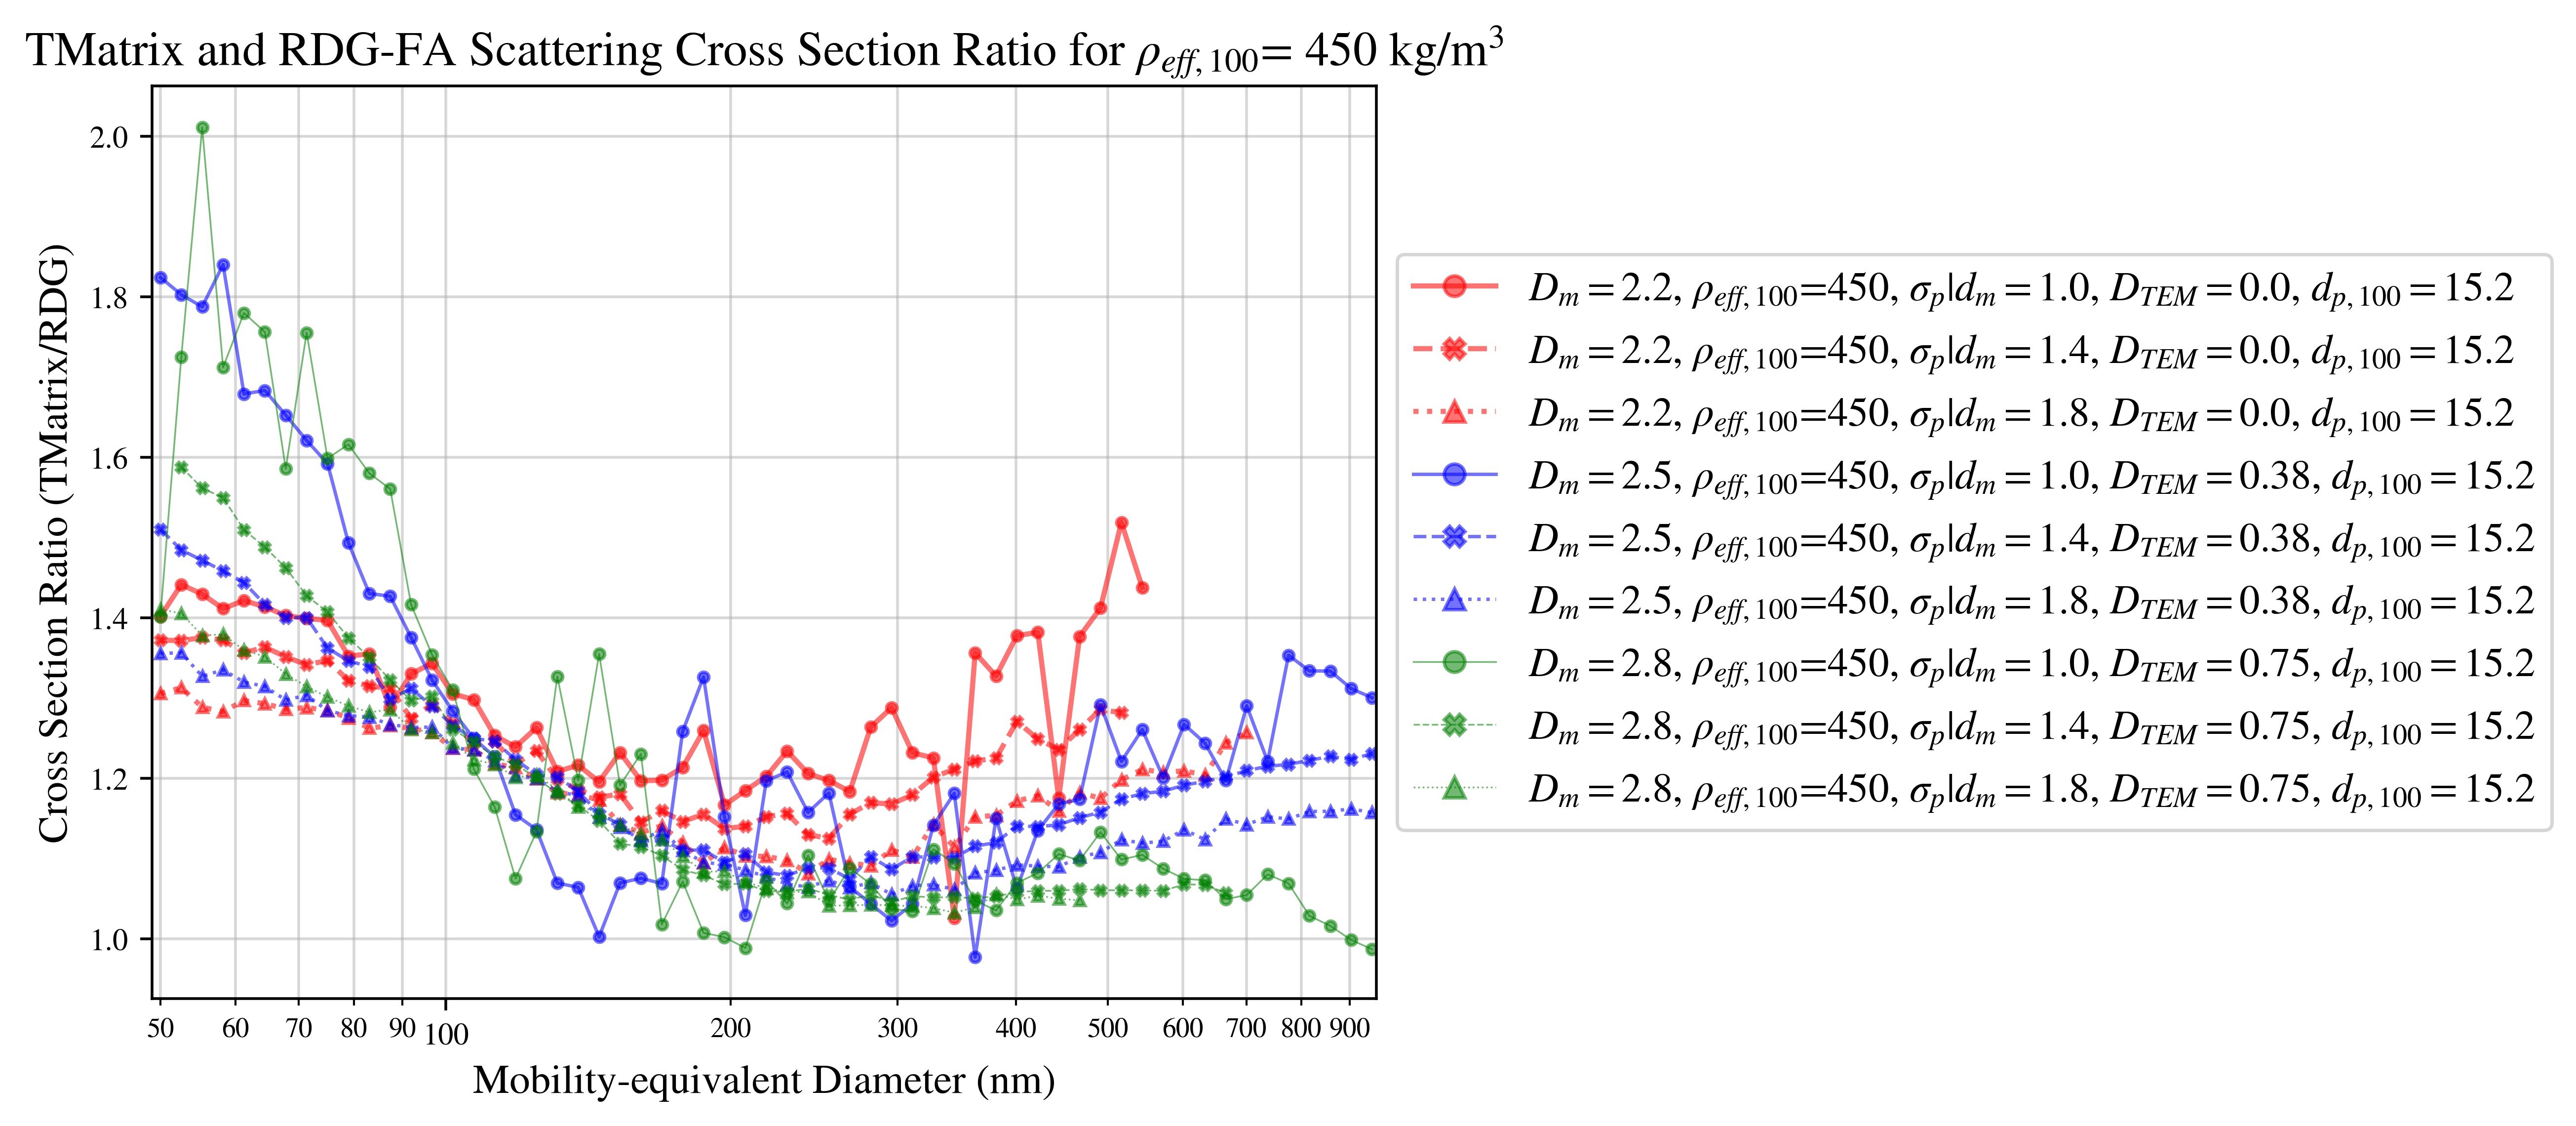 TMatrix and RDG-FA Scattering Cross Section Ratio for ρeff,100= 450 kg/m³
Cross Section Ratio (TMatrix/RDG)
2.0
1.8
1.6
1.4
1.2
1.0
50 60 70 80 90 100 200 300 400 500 600 700 800 900
Mobility-equivalent Diameter (nm)
Dm = 2.2, ρeff,100=450, σp|dm = 1.0, DTEM = 0.0, dp,100 = 15.2
Dm = 2.2, ρeff,100=450, σp|dm = 1.4, DTEM = 0.0, dp,100 = 15.2
Dm = 2.2, ρeff,100=450, σp|dm = 1.8, DTEM = 0.0, dp,100 = 15.2
Dm = 2.5, ρeff,100=450, σp|dm = 1.0, DTEM = 0.38, dp,100 = 15.2
Dm = 2.5, ρeff,100=450, σp|dm = 1.4, DTEM = 0.38, dp,100 = 15.2
Dm = 2.5, ρeff,100=450, σp|dm = 1.8, DTEM = 0.38, dp,100 = 15.2
Dm = 2.8, ρeff,100=450, σp|dm = 1.0, DTEM = 0.75, dp,100 = 15.2
Dm = 2.8, ρeff,100=450, σp|dm = 1.4, DTEM = 0.75, dp,100 = 15.2
Dm = 2.8, ρeff,100=450, σp|dm = 1.8, DTEM = 0.75, dp,100 = 15.2